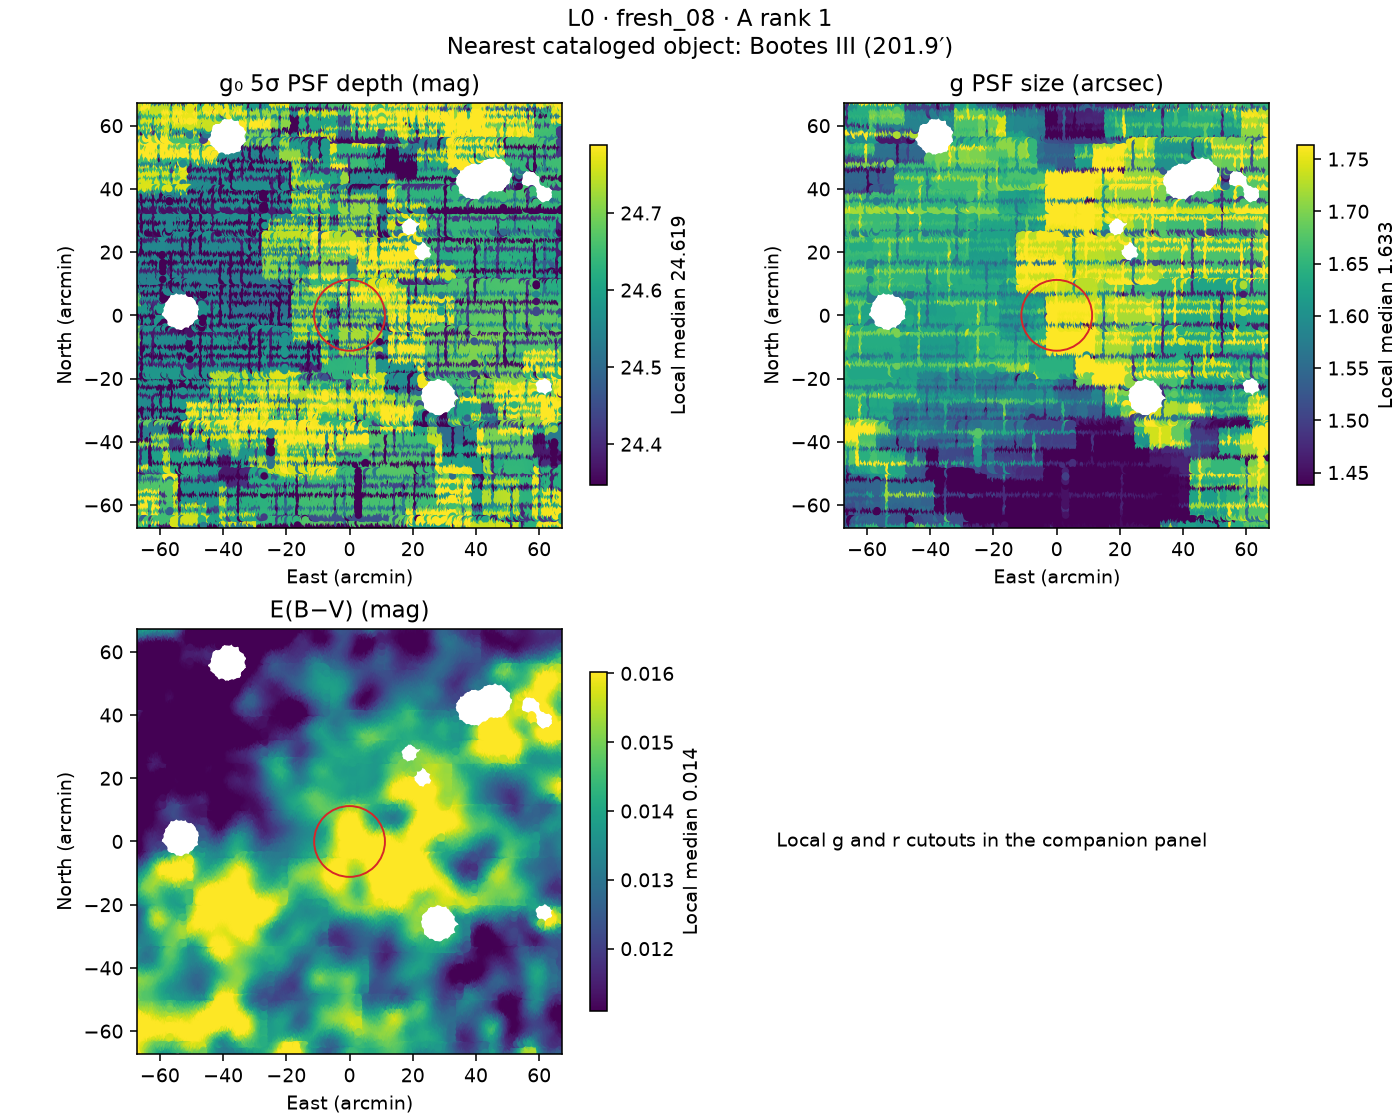 L0 · fresh_08 · A rank 1
Nearest cataloged object: Bootes III (201.9′)
g₀ 5σ PSF depth (mag)
60
40
20
0
−20
−40
−60
North (arcmin)
−60 −40 −20 0 20 40 60
East (arcmin)
24.7
24.6
24.5
24.4
Local median 24.619
g PSF size (arcsec)
60
40
20
0
−20
−40
−60
North (arcmin)
−60 −40 −20 0 20 40 60
East (arcmin)
1.75
1.70
1.65
1.60
1.55
1.50
1.45
Local median 1.633
E(B−V) (mag)
60
40
20
0
−20
−40
−60
North (arcmin)
−60 −40 −20 0 20 40 60
East (arcmin)
0.016
0.015
0.014
0.013
0.012
Local median 0.014
Local g and r cutouts in the companion panel